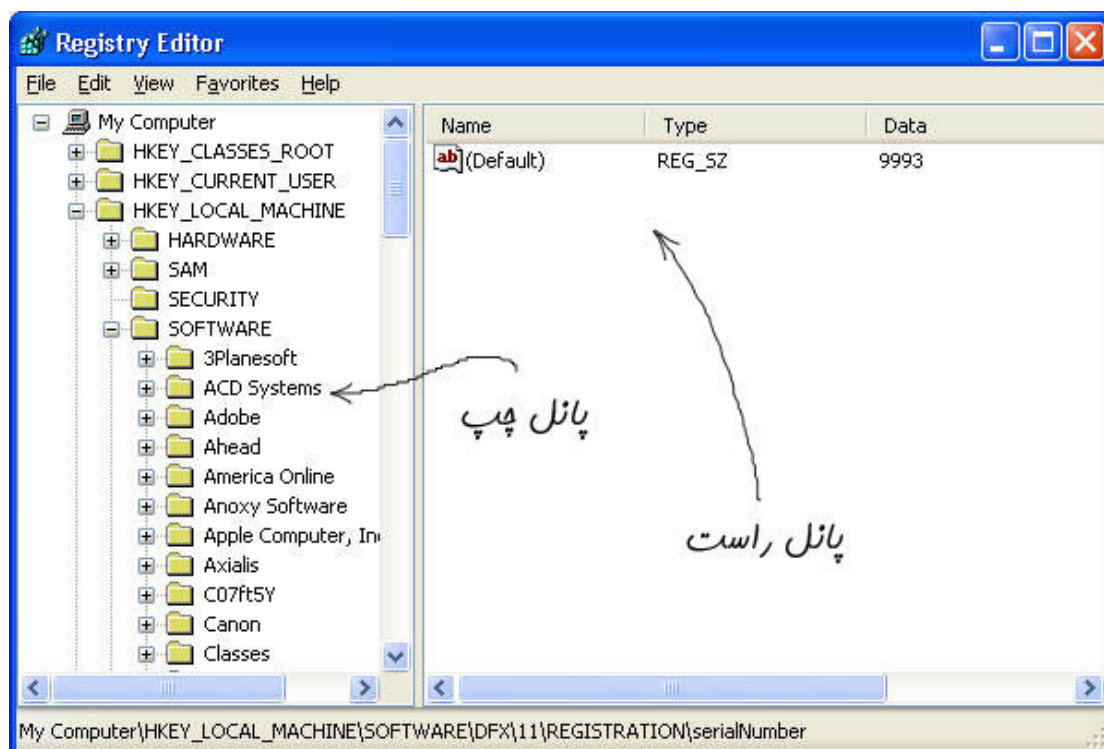 Registry Editor
File Edit View Favorites Help
My Computer
HKEY_CLASSES_ROOT
HKEY_CURRENT_USER
HKEY_LOCAL_MACHINE
HARDWARE
SAM
SECURITY
SOFTWARE
3Planesoft
ACD Systems
Adobe
Ahead
America Online
Anoxy Software
Apple Computer, In
Axialis
C07ft5Y
Canon
Classes
Name Type Data
ab (Default) REG_SZ 9993
پانل چپ
پانل راست
My Computer\HKEY_LOCAL_MACHINE\SOFTWARE\DFX\11\REGISTRATION\serialNumber